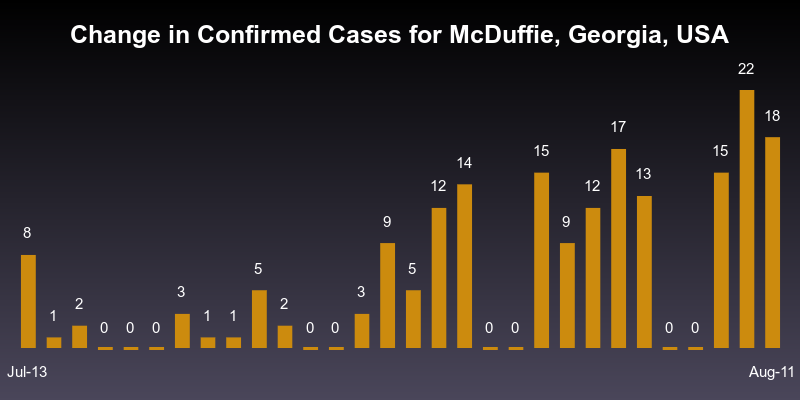 Change in Confirmed Cases for McDuffie, Georgia, USA
8 1 2 0 0 0 3 1 1 5 2 0 0 3 9 5 12 14 0 0 15 9 12 17 13 0 0 15 22 18
Jul-13 Aug-11